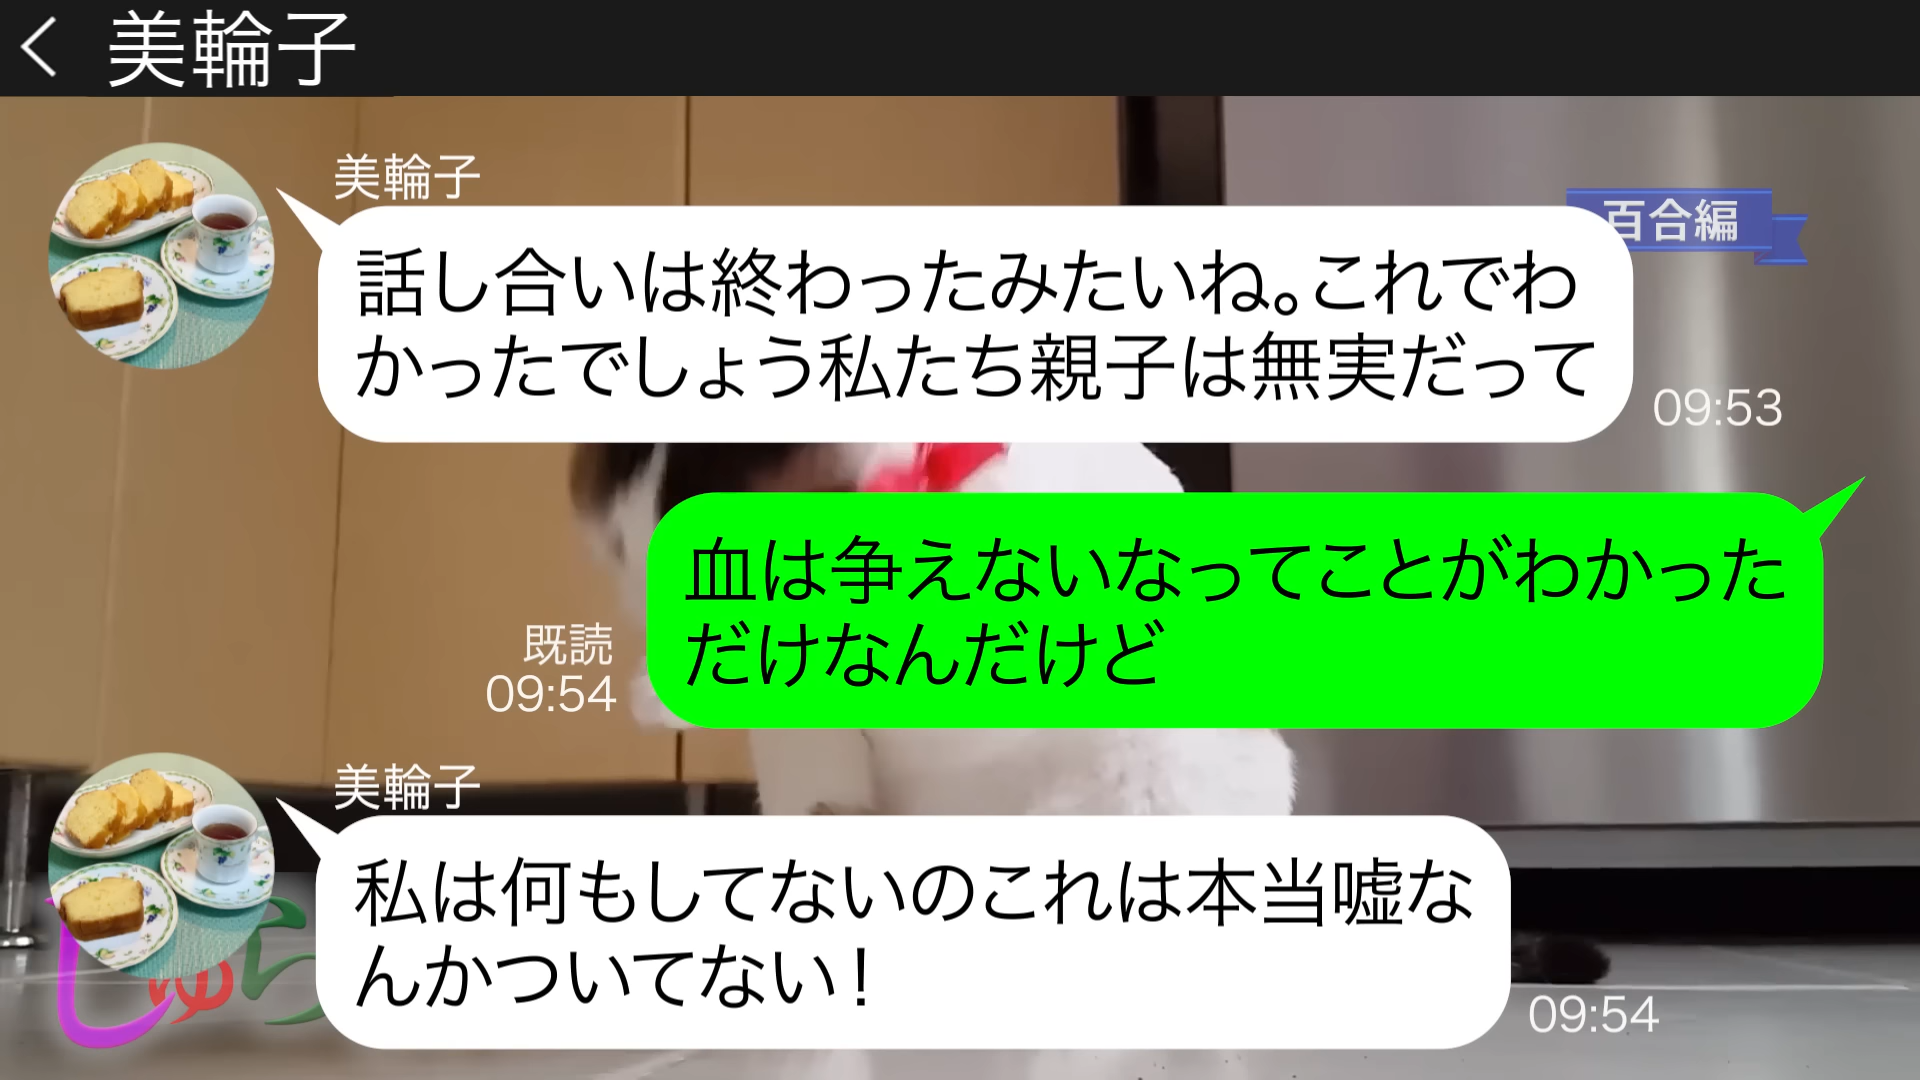 美輪子
美輪子
百合編
話し合いは終わったみたいね。これでわ
かったでしょう私たち親子は無実だって
09:53
血は争えないなってことがわかった
だけなんだけど
既読
09:54
美輪子
私は何もしてないのこれは本当嘘な
んかついてない！
09:54
しゅら